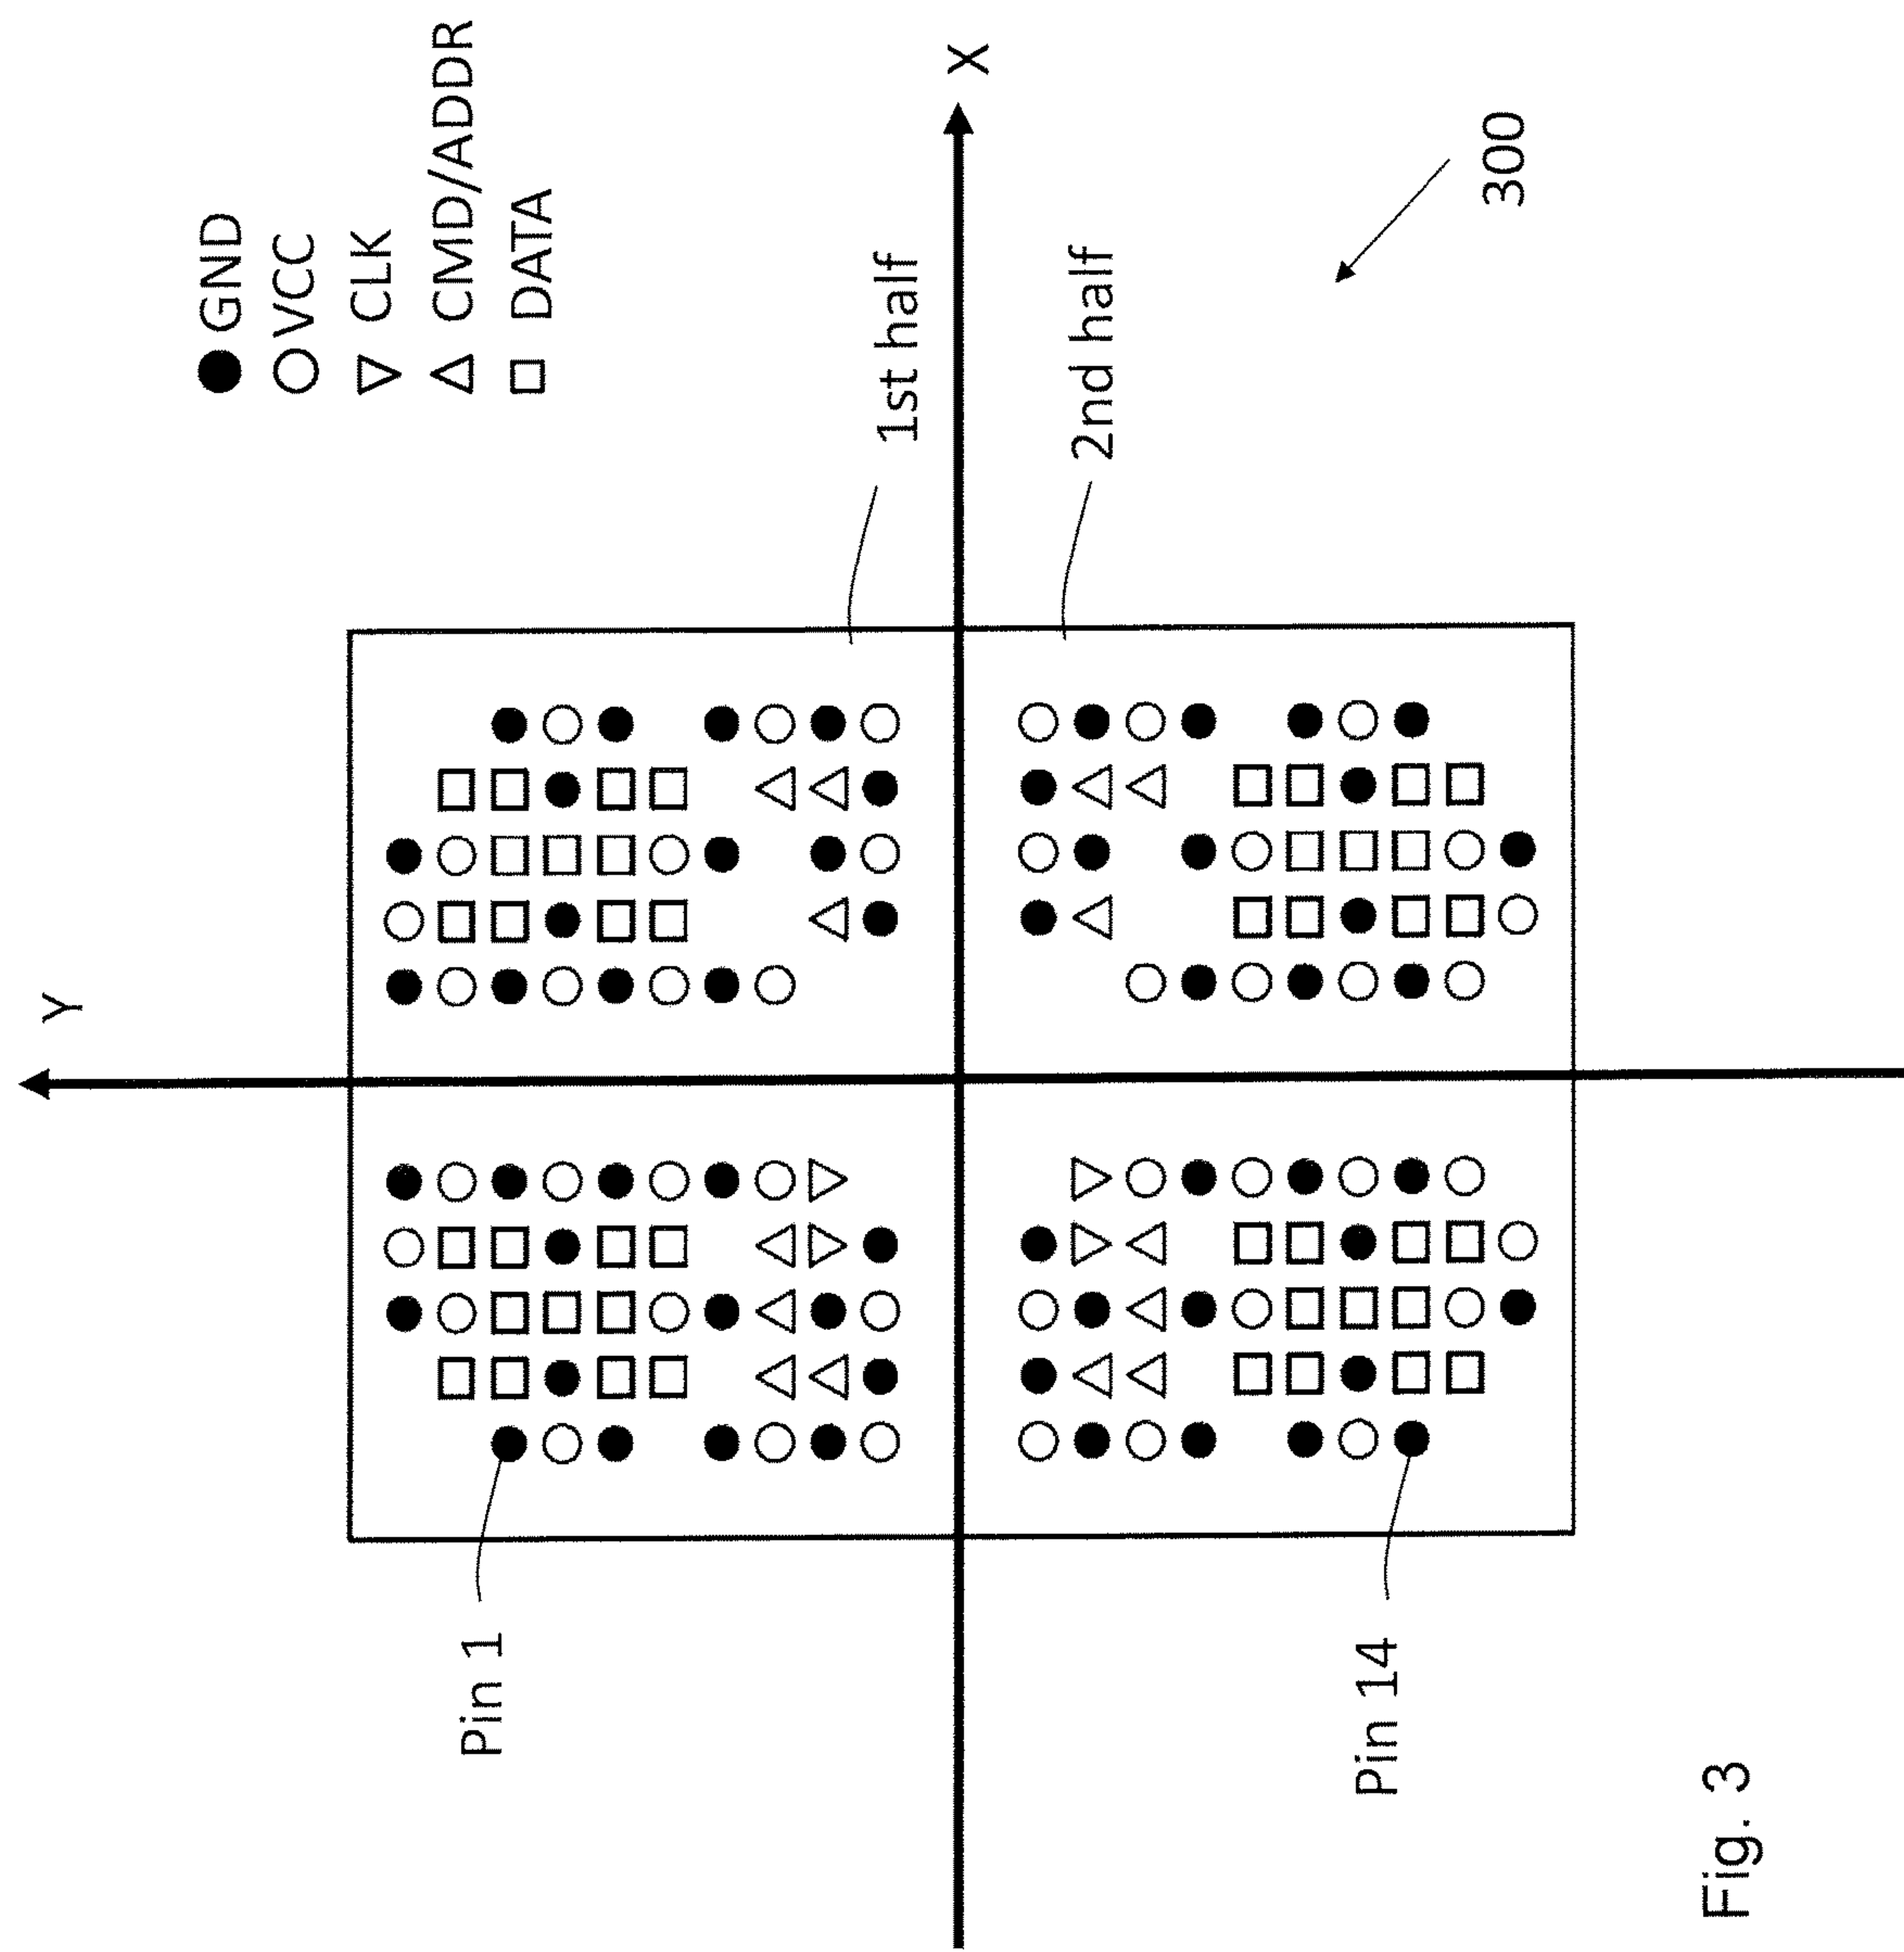 Y
GND
VCC
CLK
CMD/ADDR
DATA
X
1st half
2nd half
300
Pin 1
Pin 14
Fig. 3